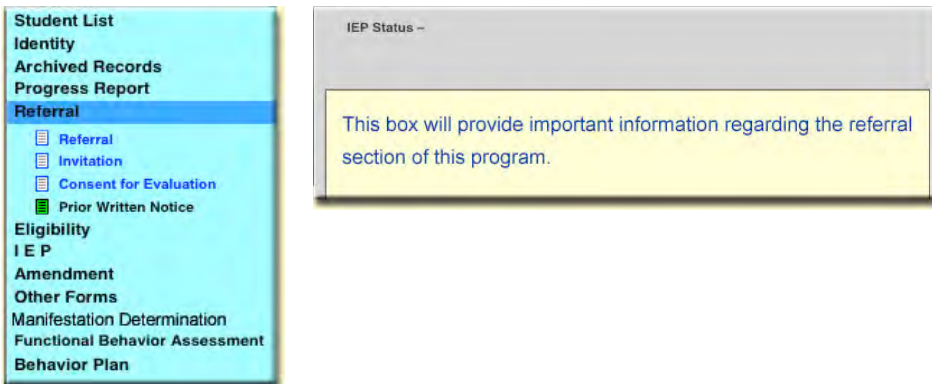 Student List
Identity
Archived Records
Progress Report
Referral
Referral
Invitation
Consent for Evaluation
Prior Written Notice
Eligibility
I E P
Amendment
Other Forms
Manifestation Determination
Functional Behavior Assessment
Behavior Plan
IEP Status –
This box will provide important information regarding the referral
section of this program.